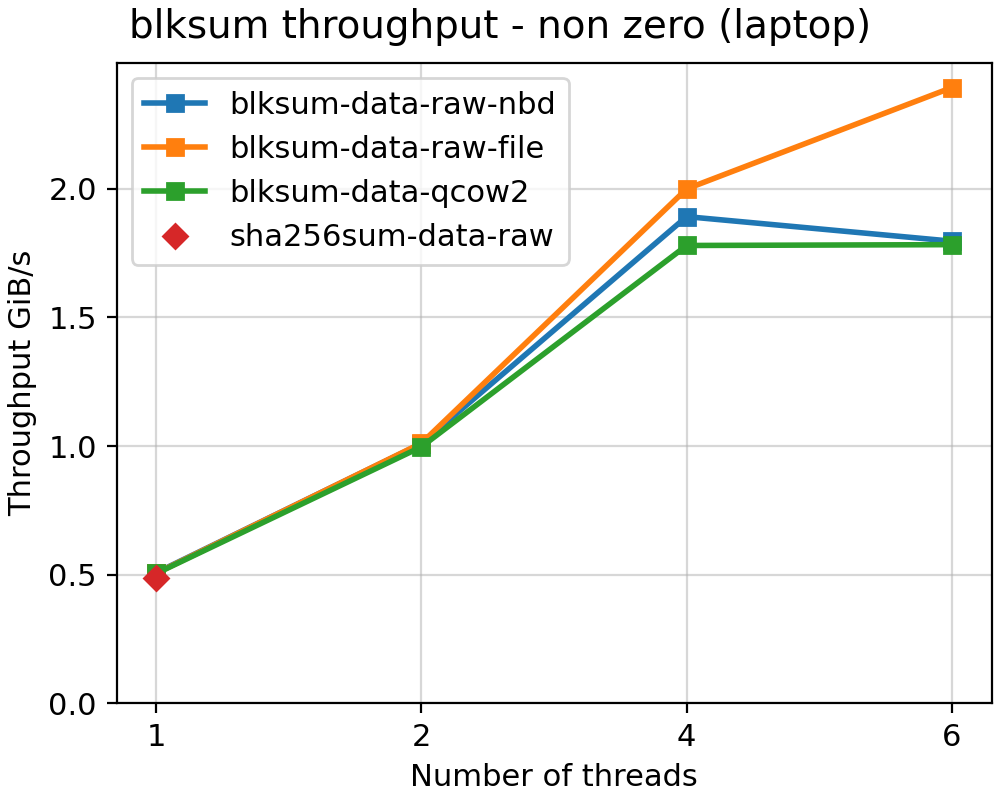 blksum throughput - non zero (laptop)
blksum-data-raw-nbd
blksum-data-raw-file
blksum-data-qcow2
sha256sum-data-raw
Throughput GiB/s
2.0
1.5
1.0
0.5
0.0
1 2 4 6
Number of threads